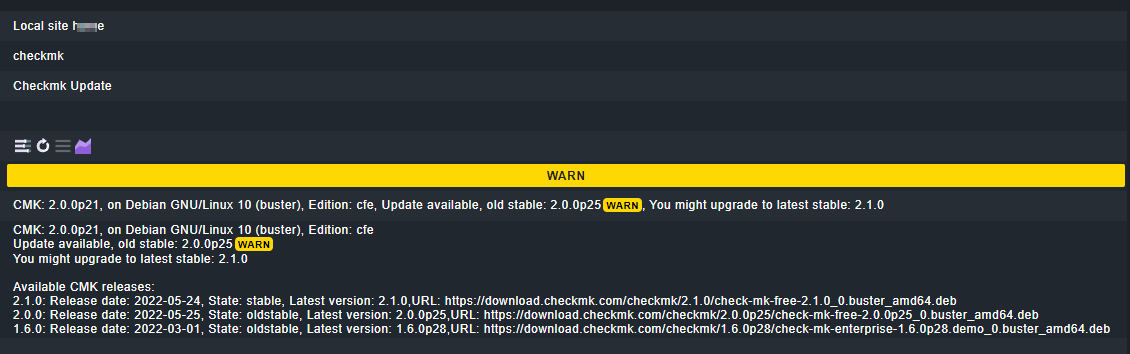 Local site
checkmk
Checkmk Update
WARN
CMK: 2.0.0p21, on Debian GNU/Linux 10 (buster), Edition: cfe, Update available, old stable: 2.0.0p25 WARN, You might upgrade to latest stable: 2.1.0
CMK: 2.0.0p21, on Debian GNU/Linux 10 (buster), Edition: cfe
Update available, old stable: 2.0.0p25 WARN
You might upgrade to latest stable: 2.1.0
Available CMK releases:
2.1.0: Release date: 2022-05-24, State: stable, Latest version: 2.1.0,URL: https://download.checkmk.com/checkmk/2.1.0/check-mk-free-2.1.0_0.buster_amd64.deb
2.0.0: Release date: 2022-05-25, State: oldstable, Latest version: 2.0.0p25,URL: https://download.checkmk.com/checkmk/2.0.0p25/check-mk-free-2.0.0p25_0.buster_amd64.deb
1.6.0: Release date: 2022-03-01, State: oldstable, Latest version: 1.6.0p28,URL: https://download.checkmk.com/checkmk/1.6.0p28/check-mk-enterprise-1.6.0p28.demo_0.buster_amd64.deb